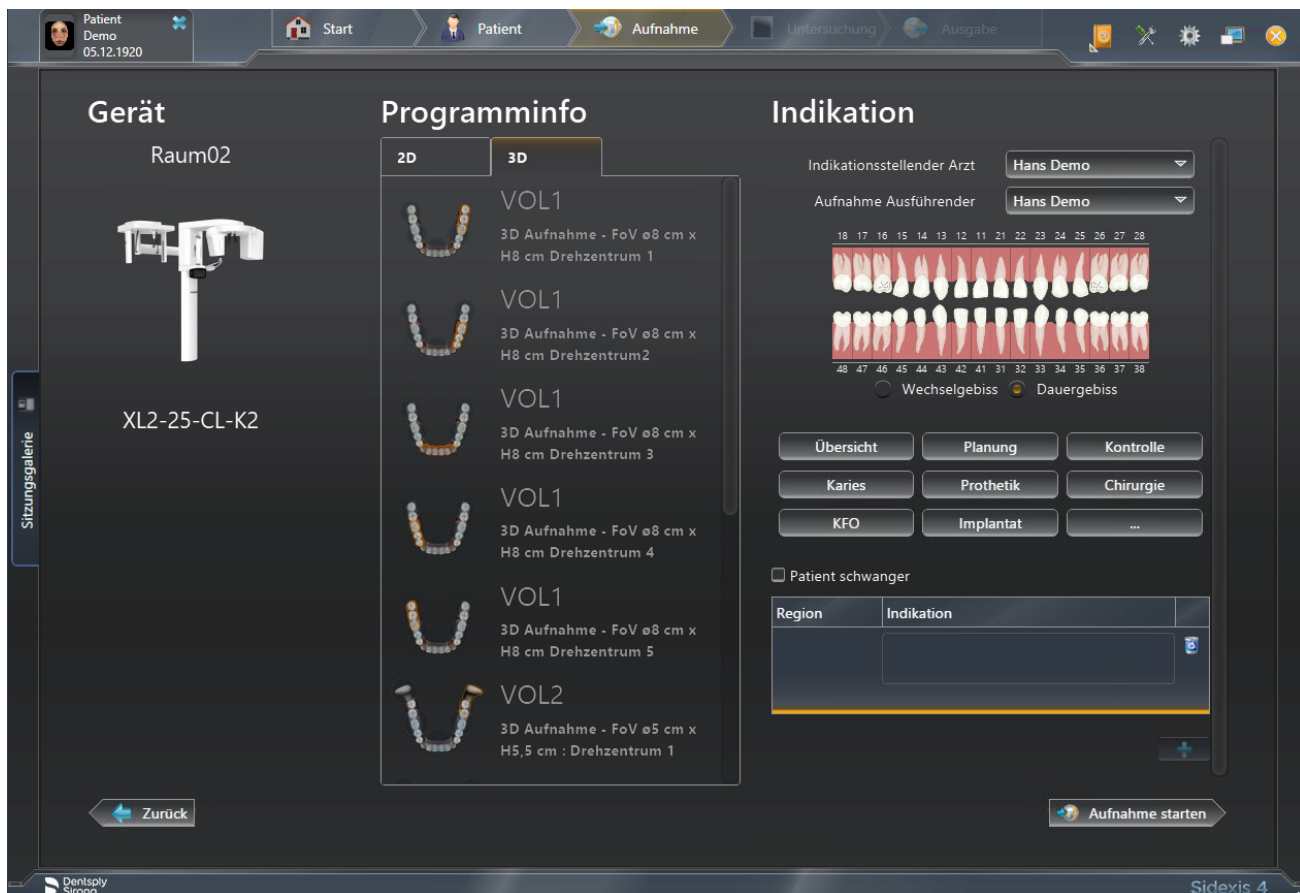 Patient
Demo
05.12.1920
Start
Patient
Aufnahme
Untersuchung
Ausgabe
Sitzungsgalerie
Gerät
Raum02
XL2-25-CL-K2
Programminfo
2D
3D
VOL1
3D Aufnahme - FoV ø8 cm x
H8 cm Drehzentrum 1
VOL1
3D Aufnahme - FoV ø8 cm x
H8 cm Drehzentrum2
VOL1
3D Aufnahme - FoV ø8 cm x
H8 cm Drehzentrum 3
VOL1
3D Aufnahme - FoV ø8 cm x
H8 cm Drehzentrum 4
VOL1
3D Aufnahme - FoV ø8 cm x
H8 cm Drehzentrum 5
VOL2
3D Aufnahme - FoV ø5 cm x
H5,5 cm : Drehzentrum 1
Indikation
Indikationsstellender Arzt Hans Demo
Aufnahme Ausführender Hans Demo
18 17 16 15 14 13 12 11 21 22 23 24 25 26 27 28
48 47 46 45 44 43 42 41 31 32 33 34 35 36 37 38
Wechselgebiss Dauergebiss
Übersicht Planung Kontrolle
Karies Prothetik Chirurgie
KFO Implantat ...
Patient schwanger
Region Indikation
Zurück
Aufnahme starten
Dentsply
Sirona
Sidexis 4